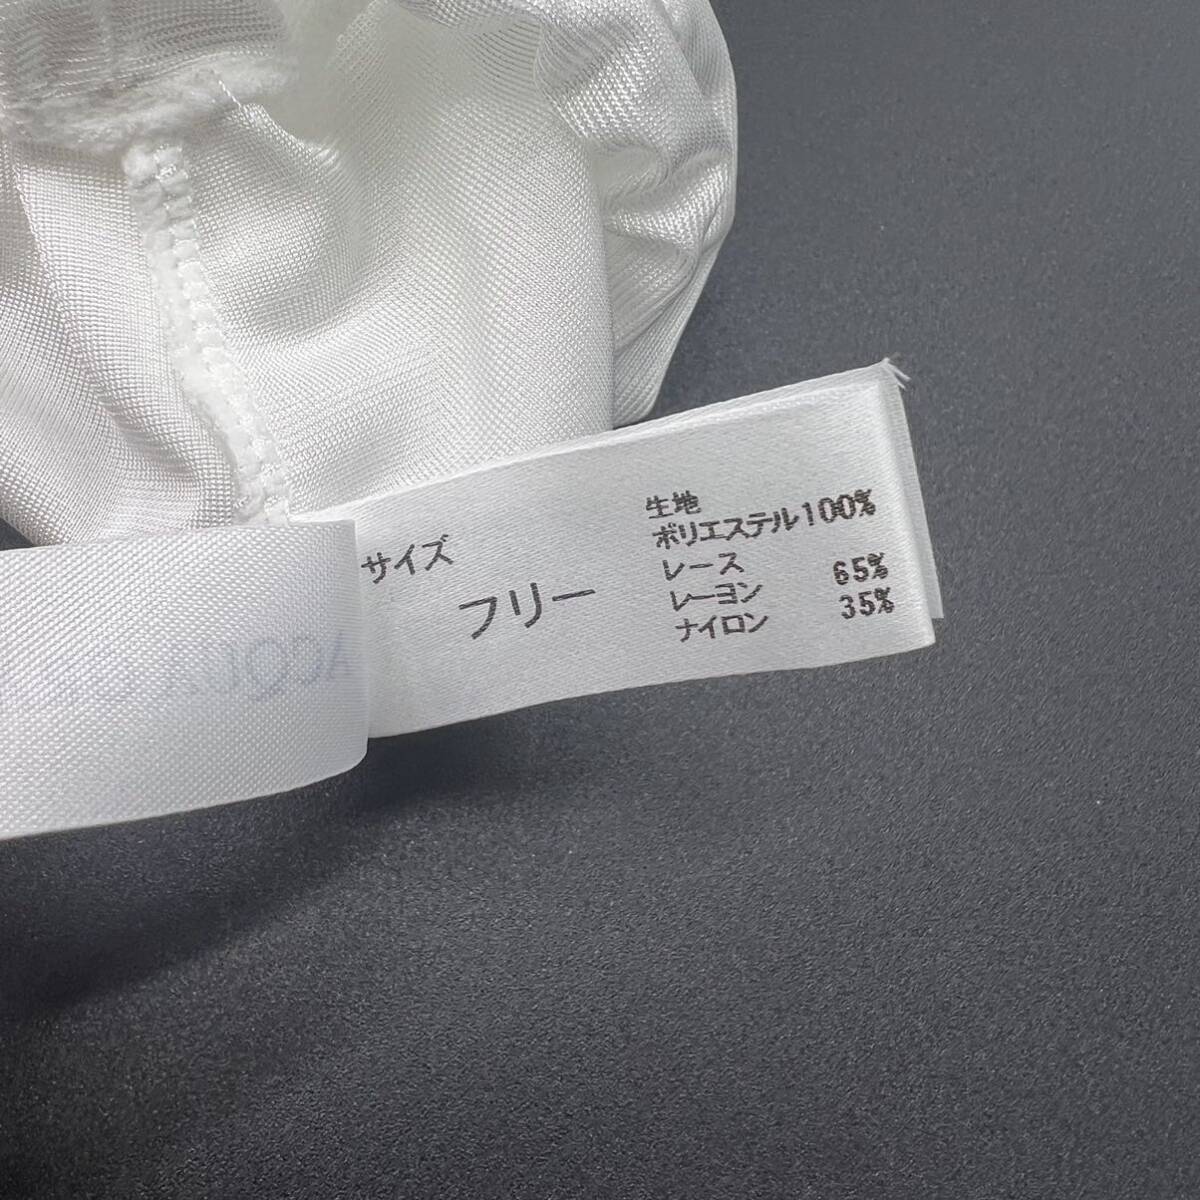 サイズ
フリー
生地
ポリエステル100%
レース
レーヨン 65%
ナイロン 35%